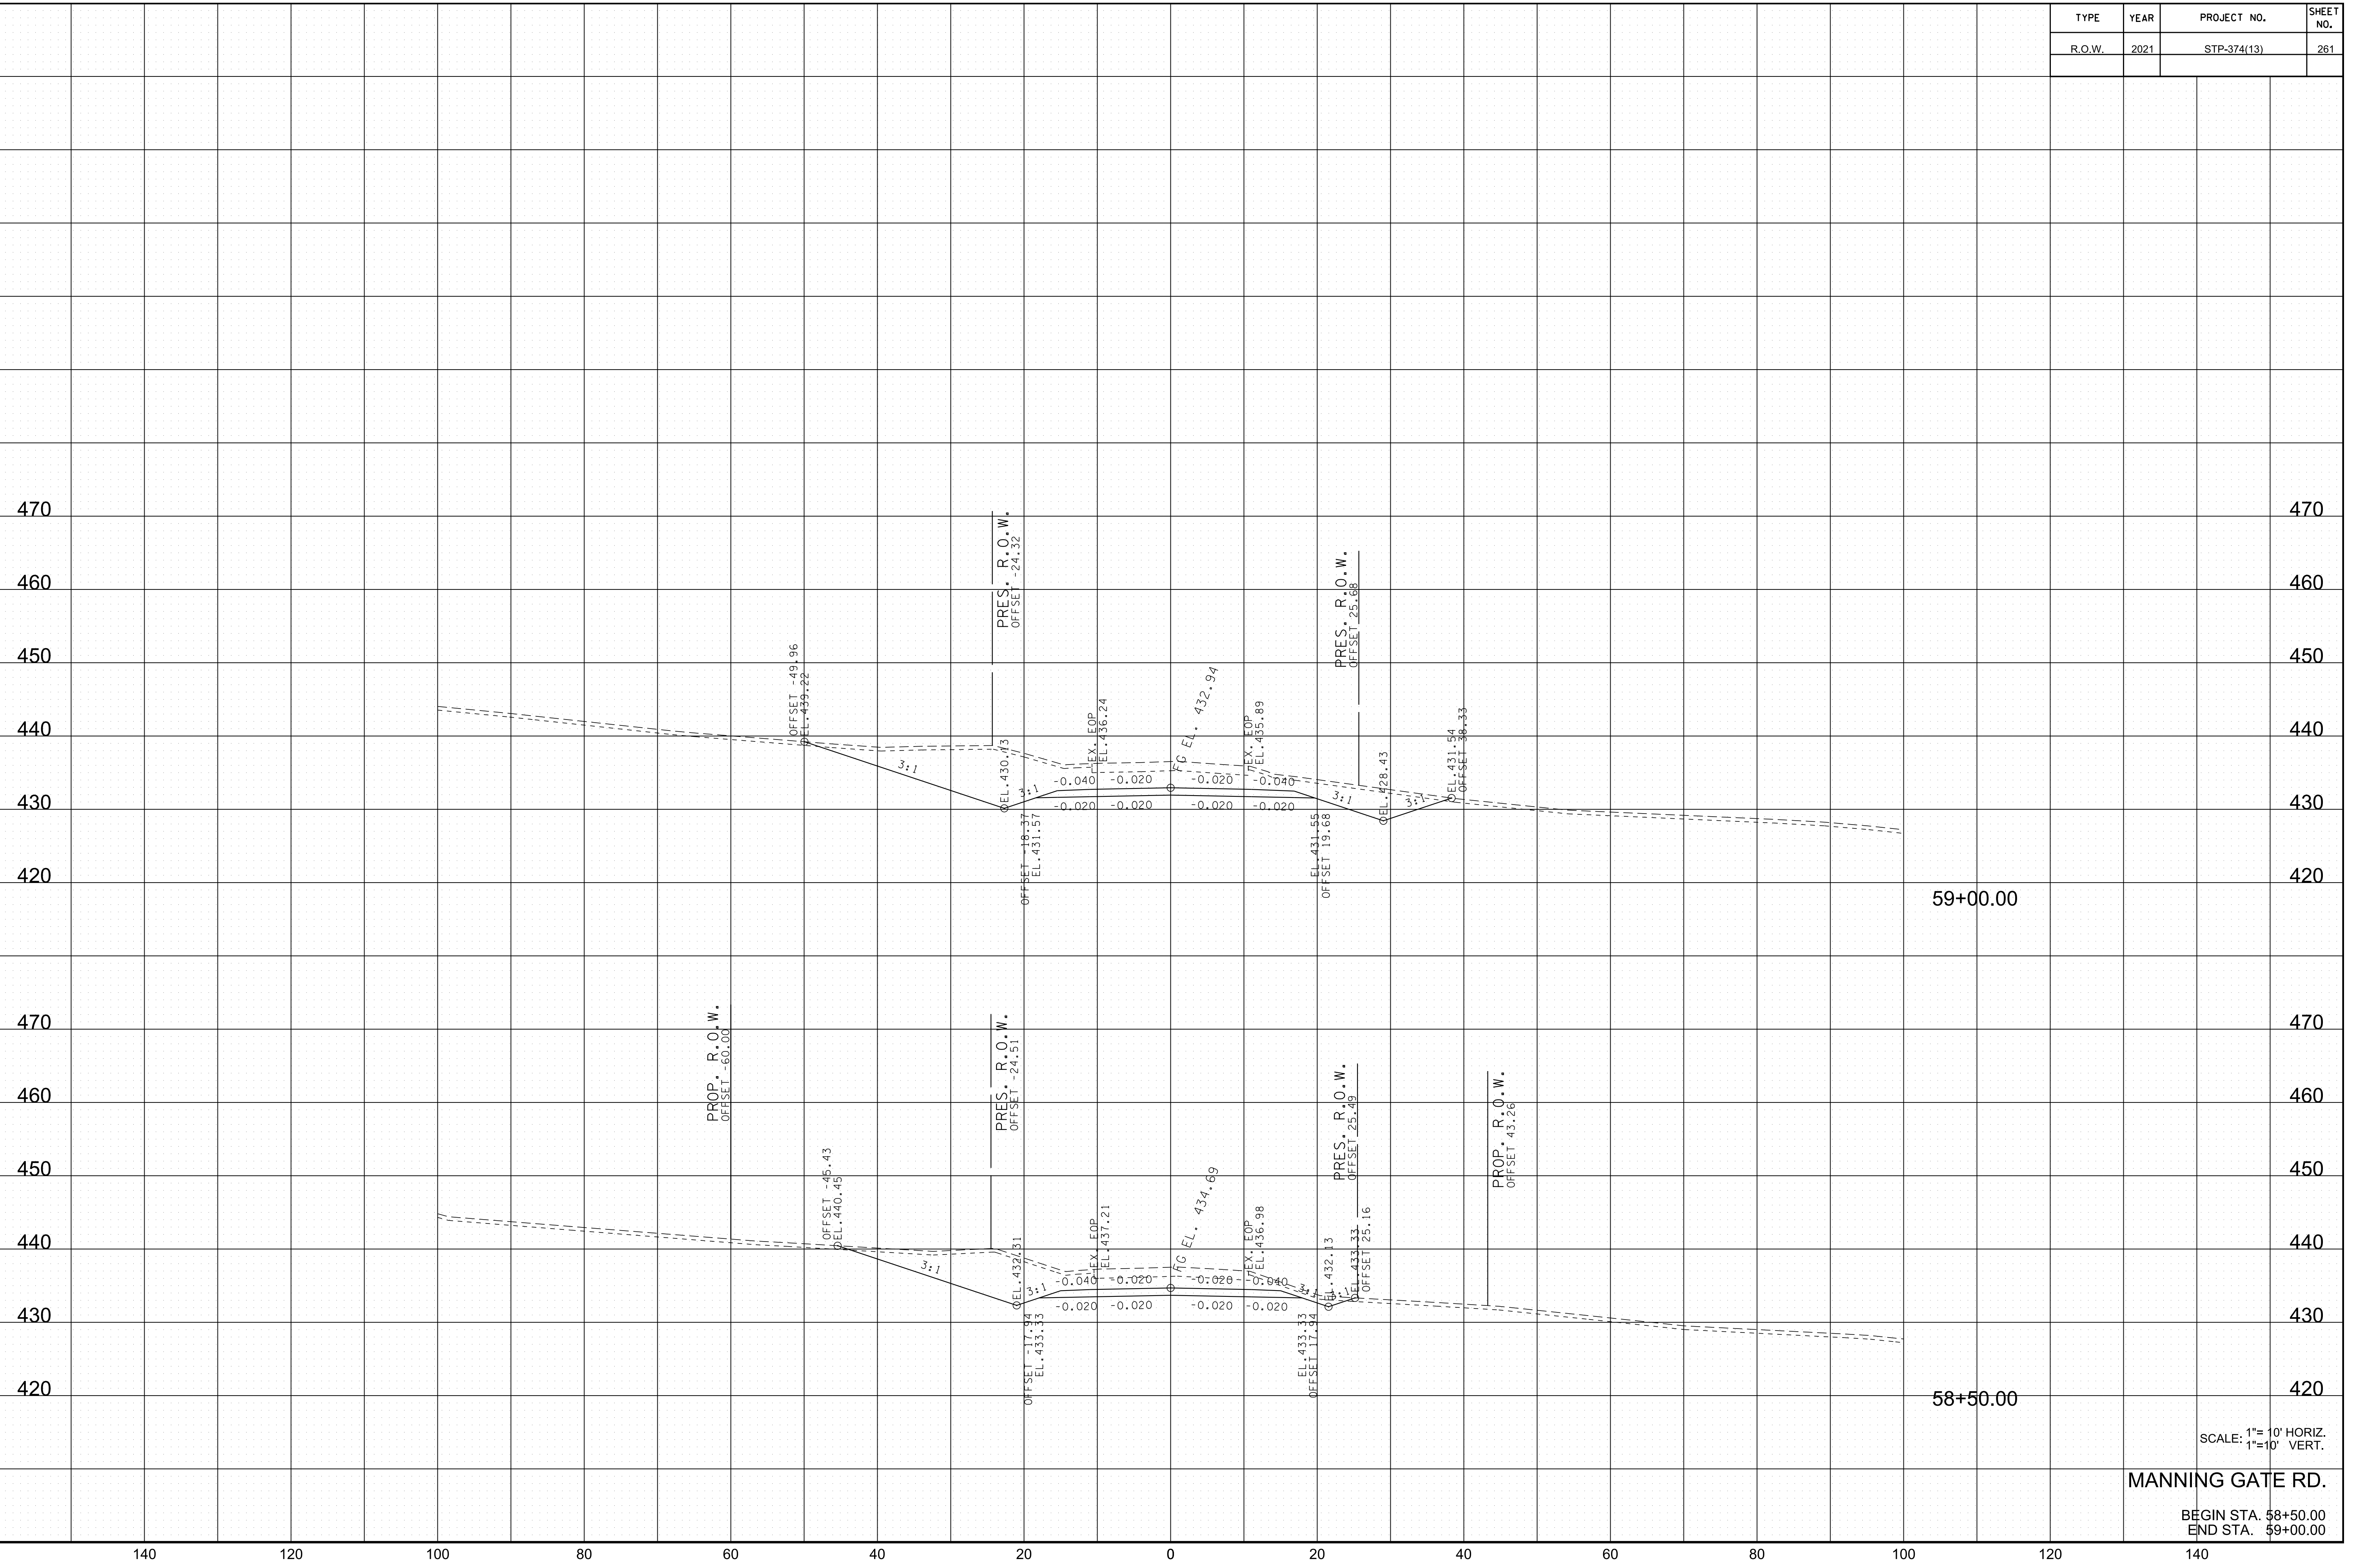 TYPE YEAR PROJECT NO. SHEET NO.
R.O.W. 2021 STP-374(13) 261
470 470
460 460
450 450
440 440
430 430
420 420
PRES. R.O.W.
OFFSET -24.32
PRES. R.O.W.
OFFSET 25.68
OFFSET -49.96
EL.439.22
3:1
EL.430.13
3:1
EX. EOP
EL.436.24
FG EL. 432.94
EX. EOP
EL.435.89
-0.040 -0.020 -0.020 -0.040
-0.020 -0.020 -0.020 -0.020
3:1
EL.428.43
3:1
EL.431.54
OFFSET 38.33
OFFSET -18.37
EL.431.57
EL.431.55
OFFSET 19.68
59+00.00
470 470
460 460
450 450
440 440
430 430
420 420
PROP. R.O.W.
OFFSET -60.00
PRES. R.O.W.
OFFSET -24.51
PRES. R.O.W.
OFFSET 25.49
PROP. R.O.W.
OFFSET 43.26
OFFSET -45.43
EL.440.45
3:1
EL.432.31
3:1
EX. EOP
EL.437.21
FG EL. 434.69
EX. EOP
EL.436.98
-0.040 -0.020 -0.020 -0.040
-0.020 -0.020 -0.020 -0.020
3:1
EL.432.13
3:1
EL.433.33
OFFSET 25.16
OFFSET -17.94
EL.433.33
EL.433.33
OFFSET 17.94
58+50.00
SCALE: 1"= 10' HORIZ.
1"=10' VERT.
MANNING GATE RD.
BEGIN STA. 58+50.00
END STA. 59+00.00
140 120 100 80 60 40 20 0 20 40 60 80 100 120 140